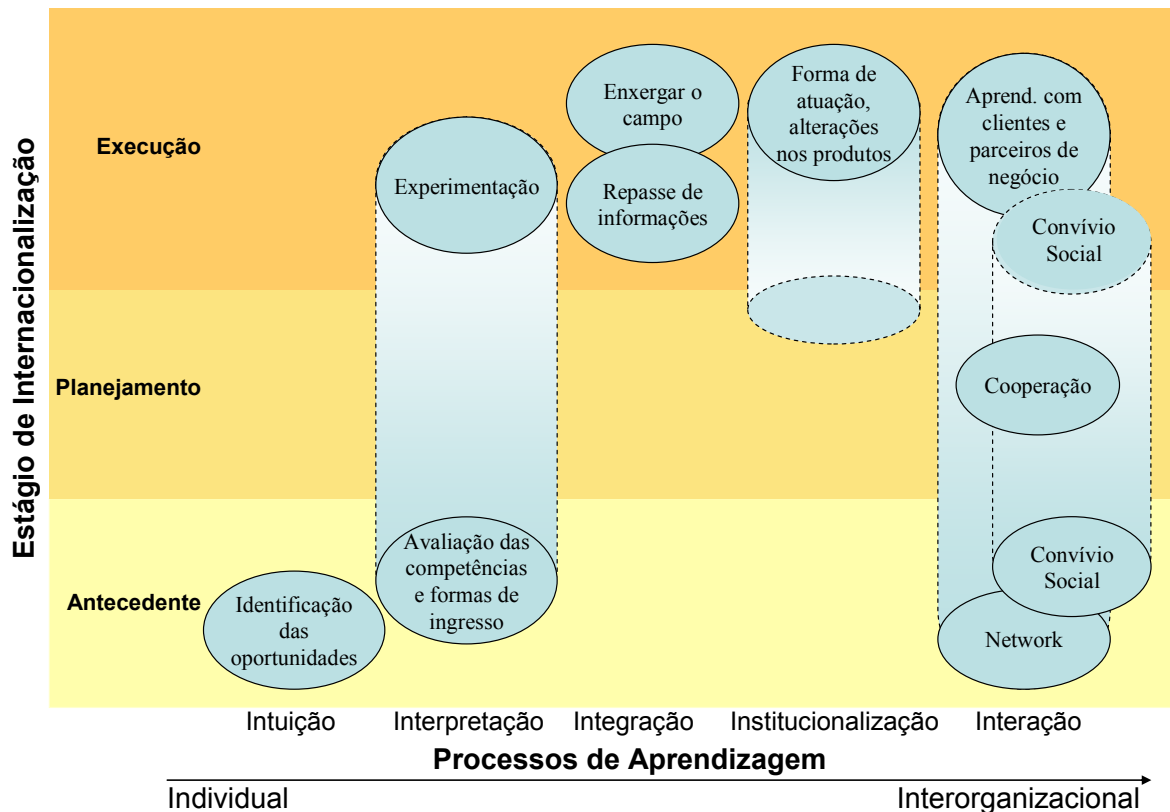 Estágio de Internacionalização
Execução
Planejamento
Antecedente
Identificação
das
oportunidades
Experimentação
Avaliação das
competências
e formas de
ingresso
Enxergar o
campo
Repasse de
informações
Forma de
atuação,
alterações
nos produtos
Aprend. com
clientes e
parceiros de
negócio
Convívio
Social
Cooperação
Convívio
Social
Network
Intuição
Interpretação
Integração
Institucionalização
Interação
Processos de Aprendizagem
Individual
Interorganizacional